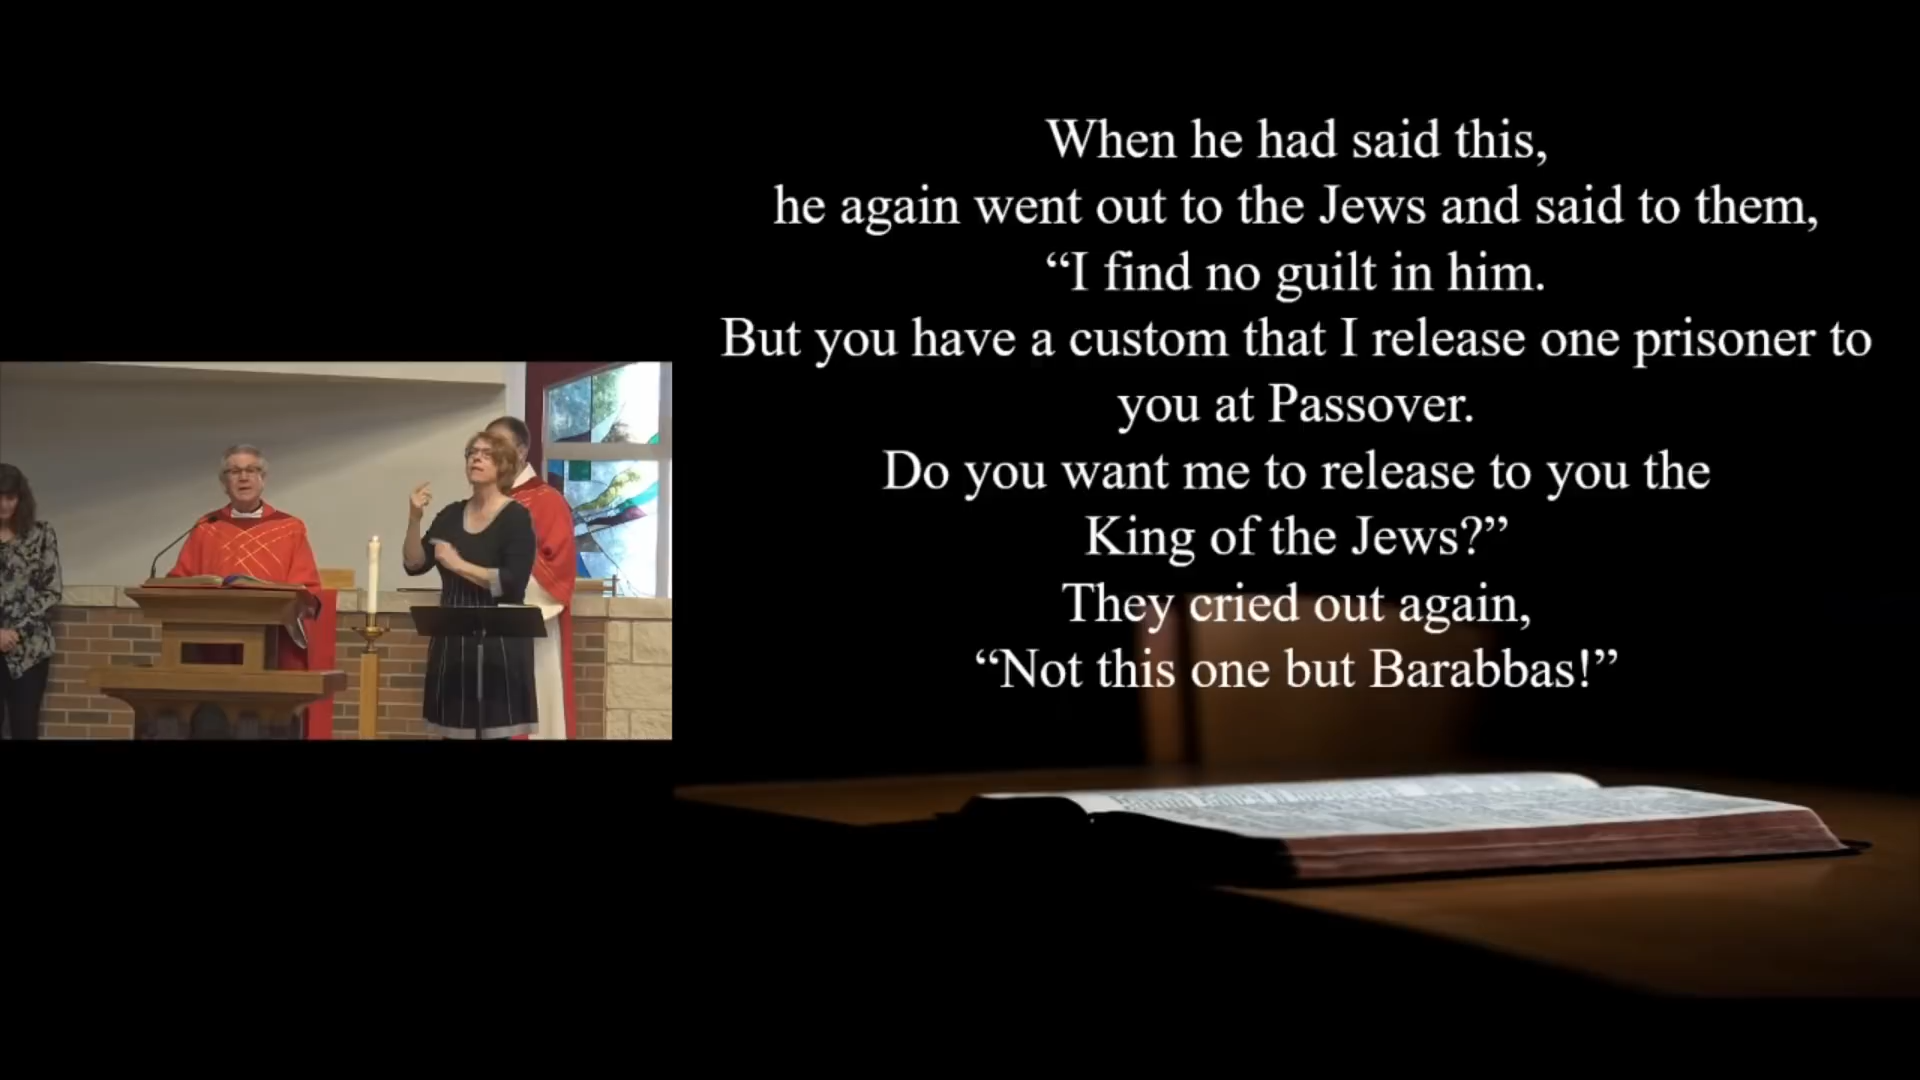 When he had said this,
he again went out to the Jews and said to them,
“I find no guilt in him.
But you have a custom that I release one prisoner to
you at Passover.
Do you want me to release to you the
King of the Jews?”
They cried out again,
“Not this one but Barabbas!”